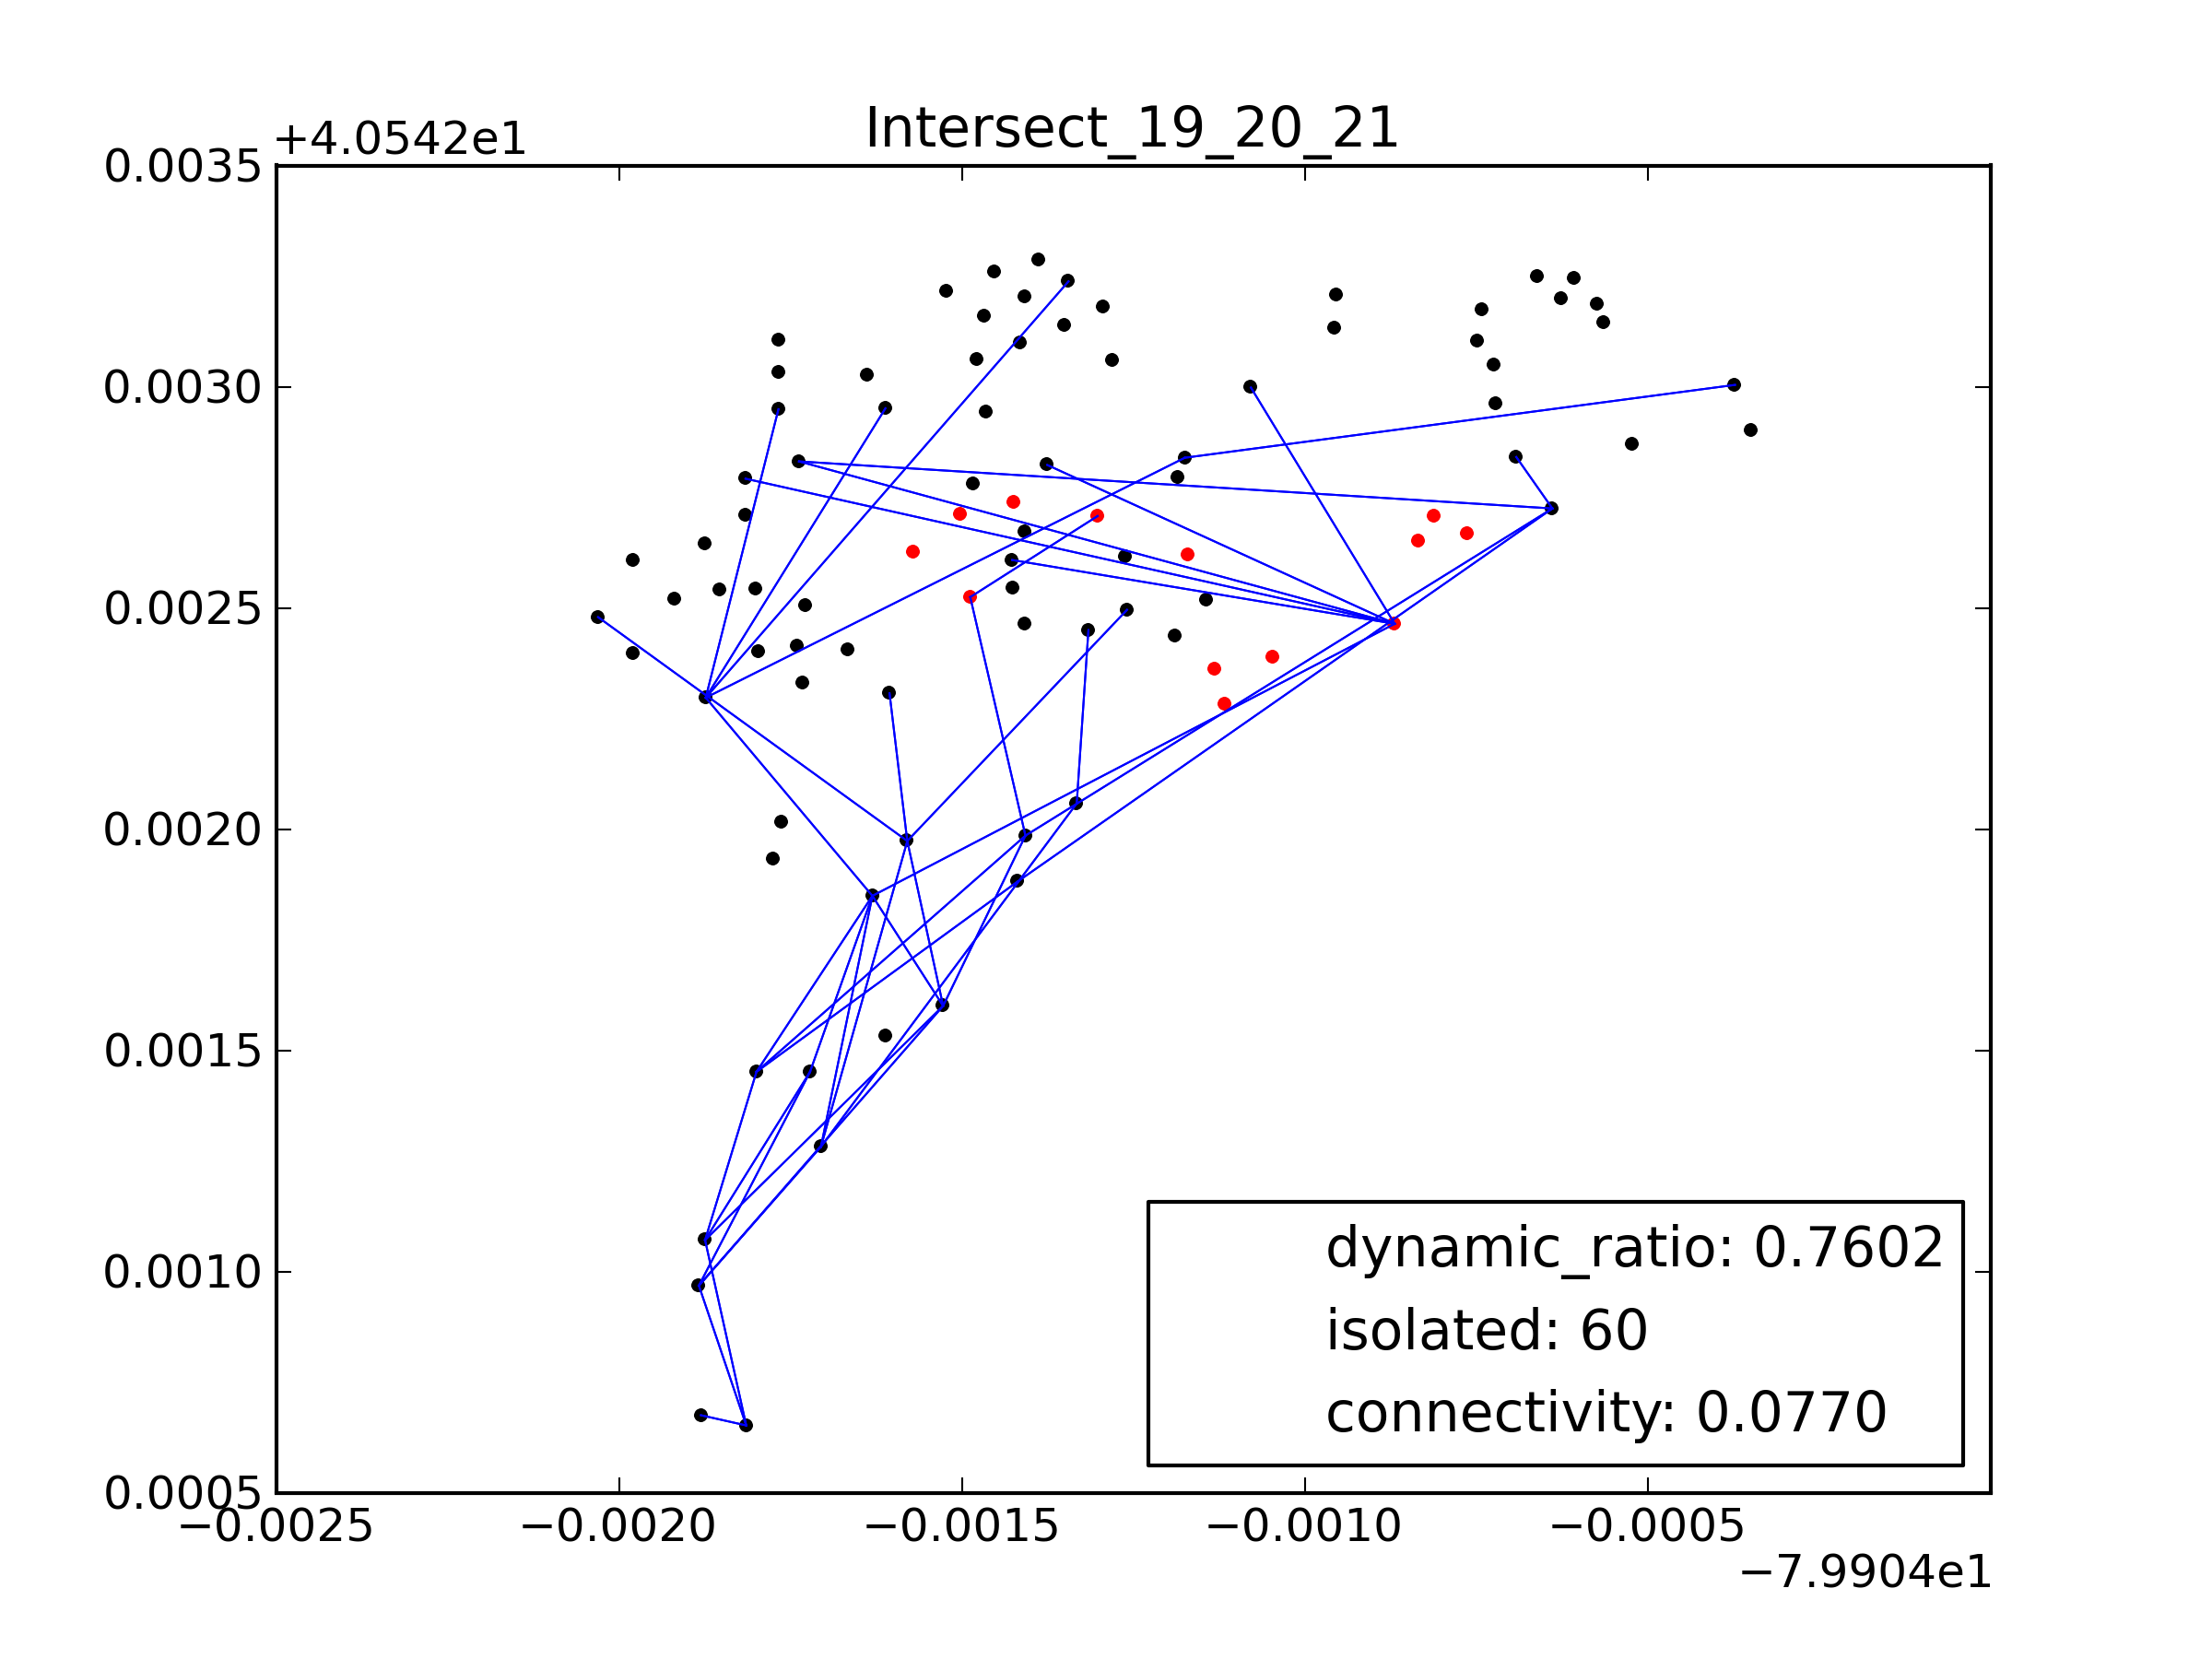 Intersect_19_20_21
+4.0542e1
0.0035
0.0030
0.0025
0.0020
0.0015
0.0010
0.0005
dynamic_ratio: 0.7602
isolated: 60
connectivity: 0.0770
−0.0025 −0.0020 −0.0015 −0.0010 −0.0005
−7.9904e1